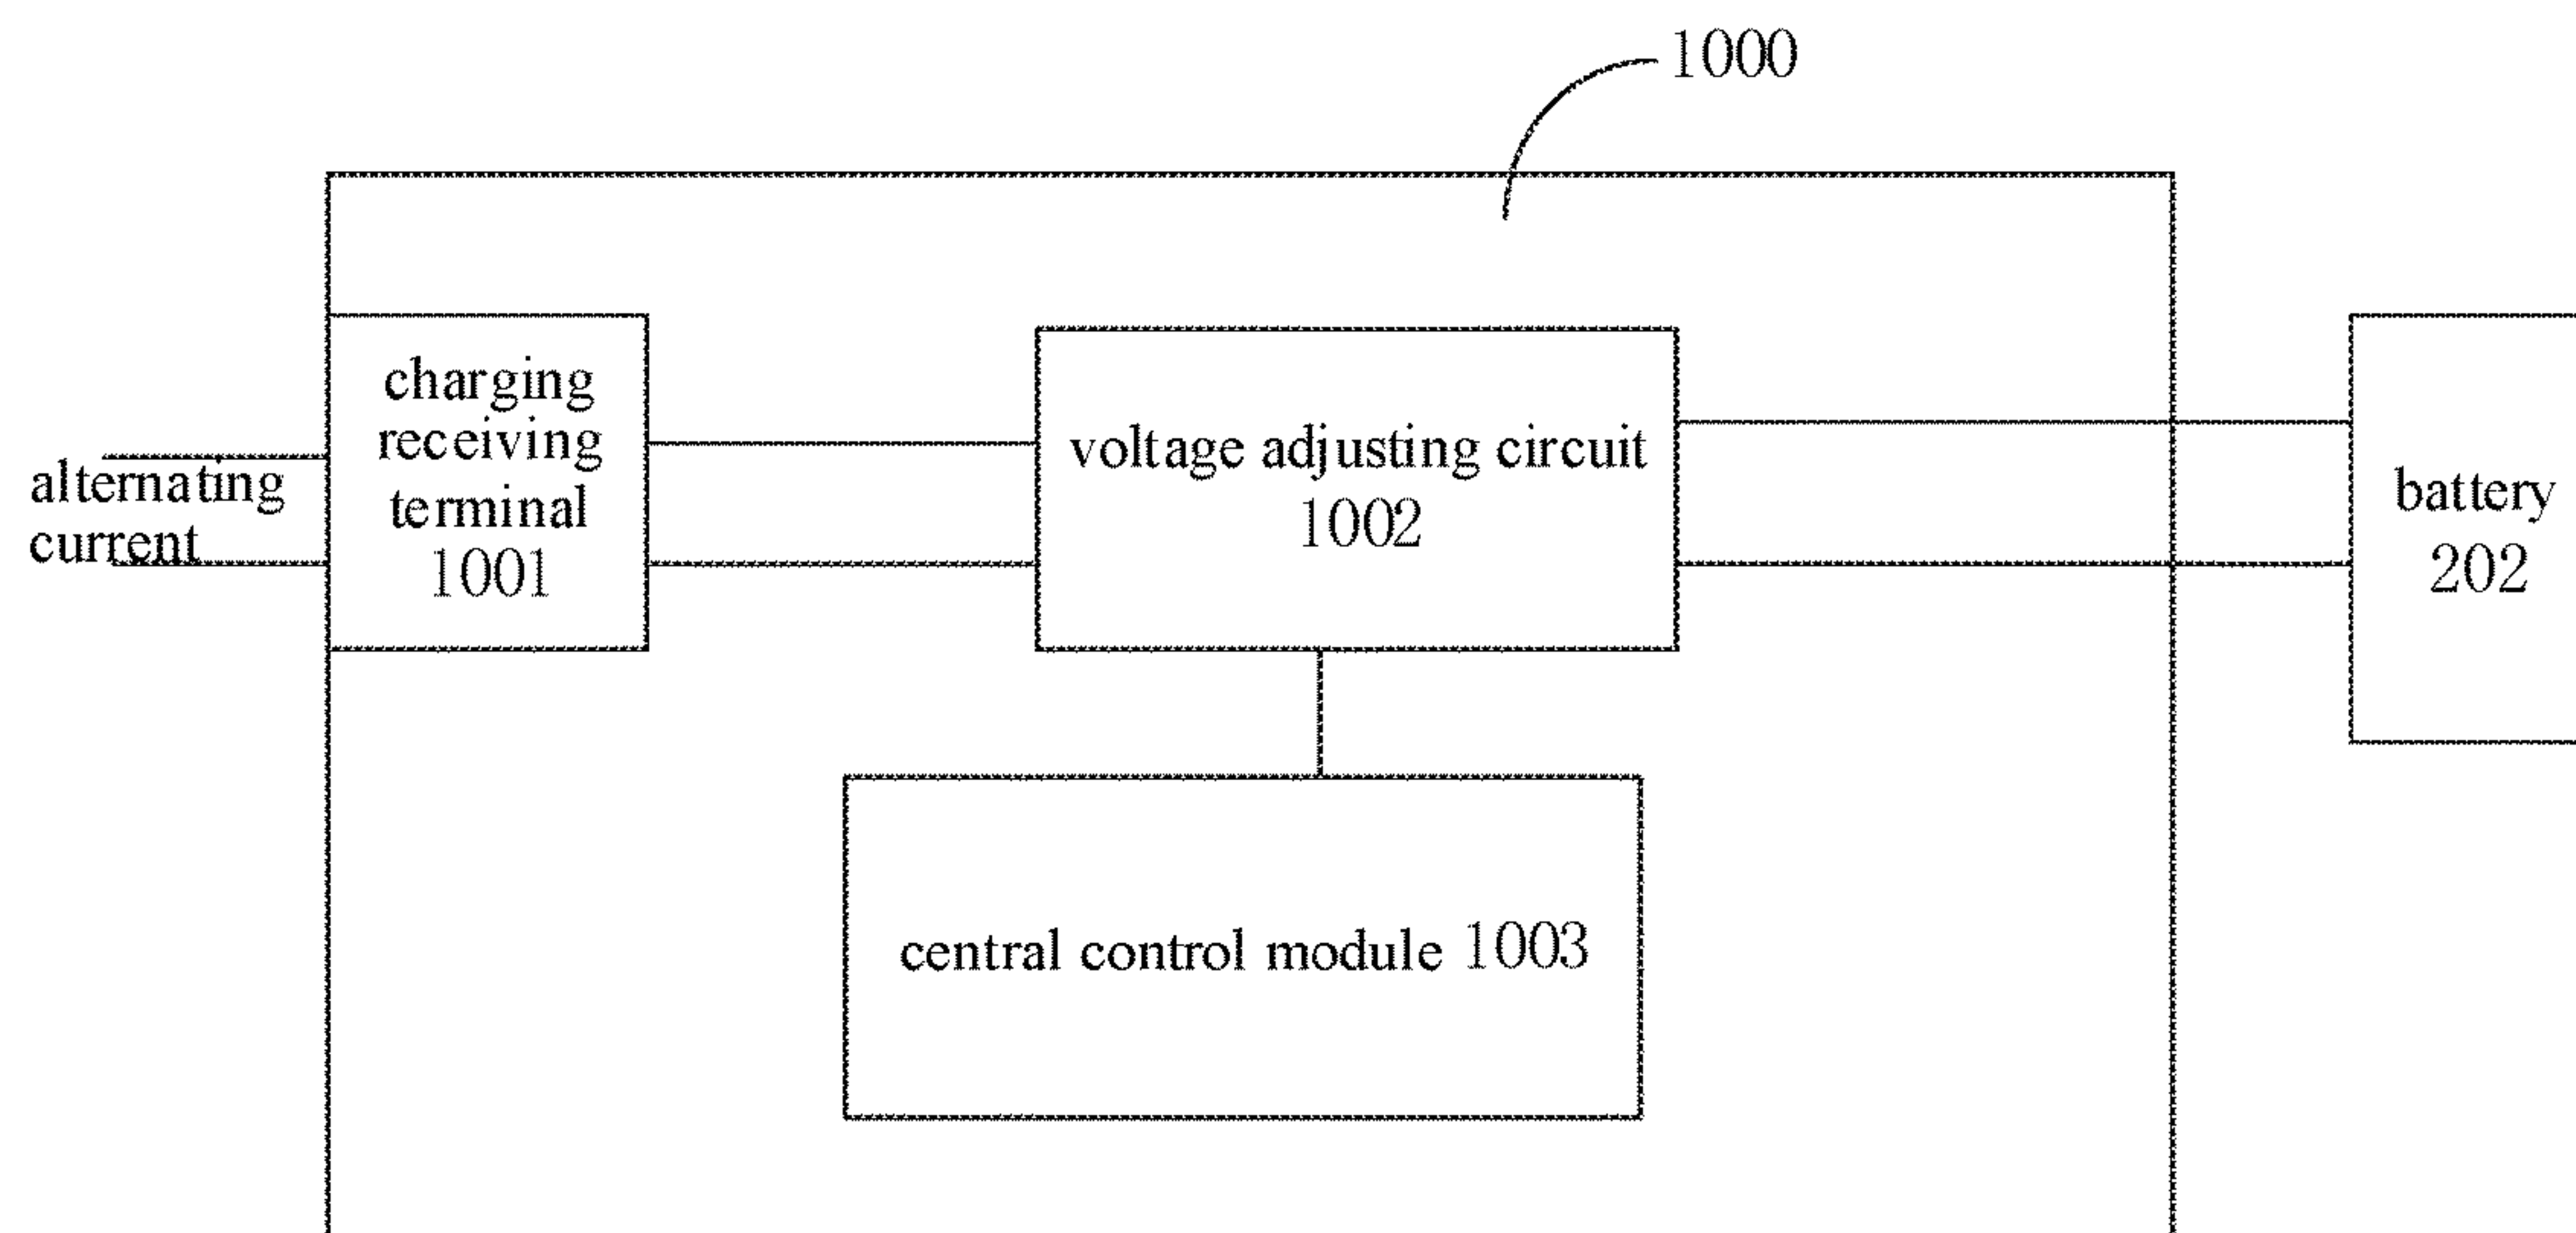 1000
charging
receiving
terminal
1001
alternating
current
voltage adjusting circuit
1002
battery
202
central control module 1003